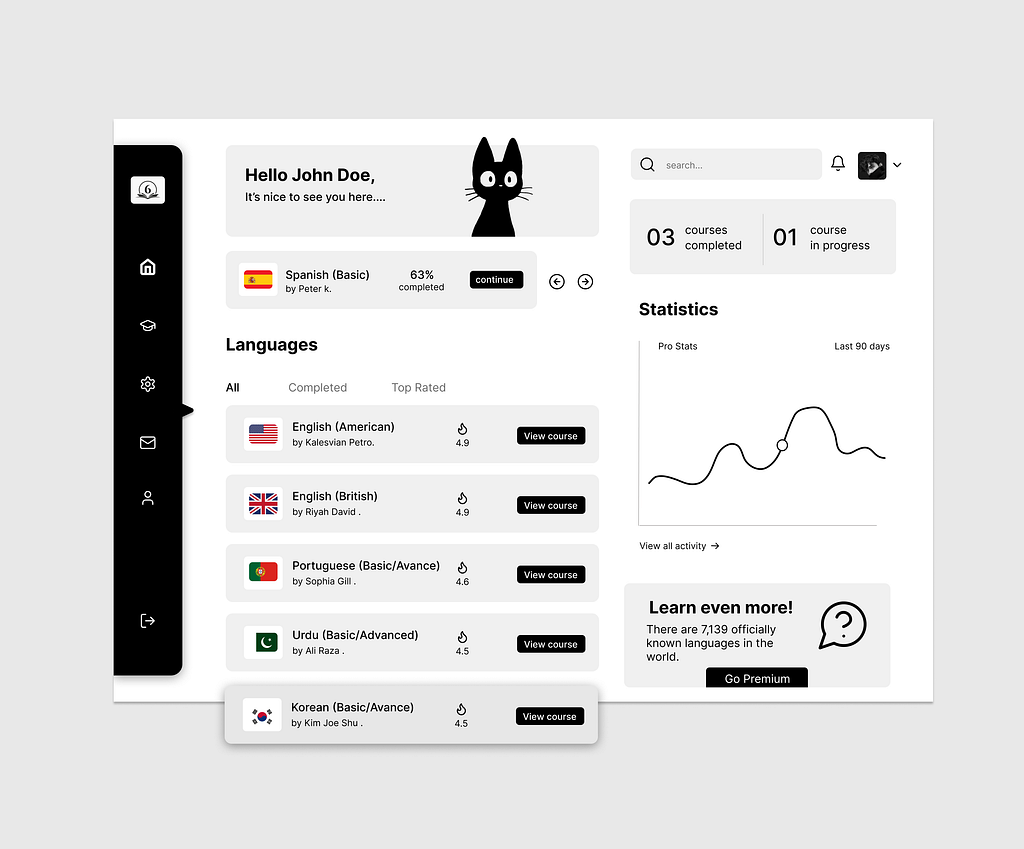 6
Hello John Doe,
It's nice to see you here....
search...
03 courses completed
01 course in progress
Spanish (Basic)
by Peter k.
63%
completed
continue
Statistics
Pro Stats
Last 90 days
View all activity
Languages
All Completed Top Rated
English (American)
by Kalesvian Petro.
4.9
View course
English (British)
by Riyah David .
4.9
View course
Portuguese (Basic/Avance)
by Sophia Gill .
4.6
View course
Urdu (Basic/Advanced)
by Ali Raza .
4.5
View course
Korean (Basic/Avance)
by Kim Joe Shu .
4.5
View course
Learn even more!
There are 7,139 officially
known languages in the
world.
Go Premium